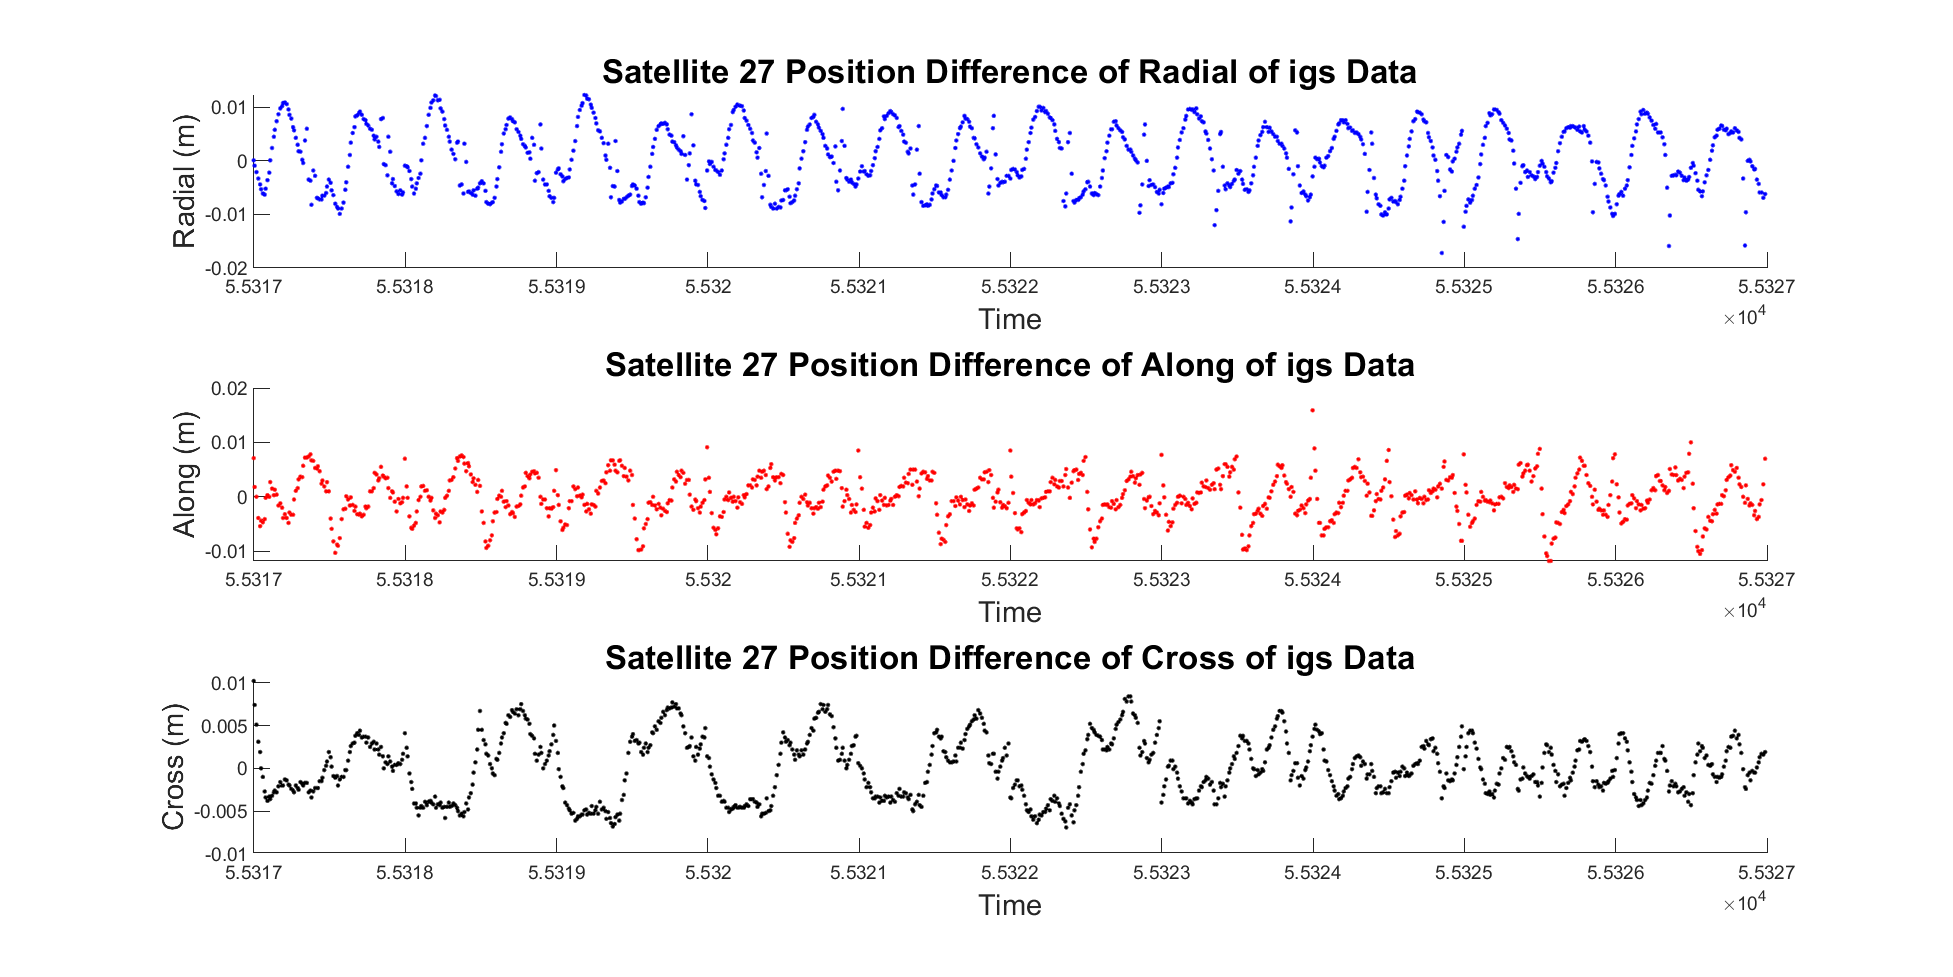 Satellite 27 Position Difference of Radial of igs Data
Radial (m)
0.01
0
-0.01
-0.02
5.5317 5.5318 5.5319 5.532 5.5321 5.5322 5.5323 5.5324 5.5325 5.5326 5.5327
Time
×10^4
Satellite 27 Position Difference of Along of igs Data
Along (m)
0.02
0.01
0
-0.01
5.5317 5.5318 5.5319 5.532 5.5321 5.5322 5.5323 5.5324 5.5325 5.5326 5.5327
Time
×10^4
Satellite 27 Position Difference of Cross of igs Data
Cross (m)
0.01
0.005
0
-0.005
-0.01
5.5317 5.5318 5.5319 5.532 5.5321 5.5322 5.5323 5.5324 5.5325 5.5326 5.5327
Time
×10^4